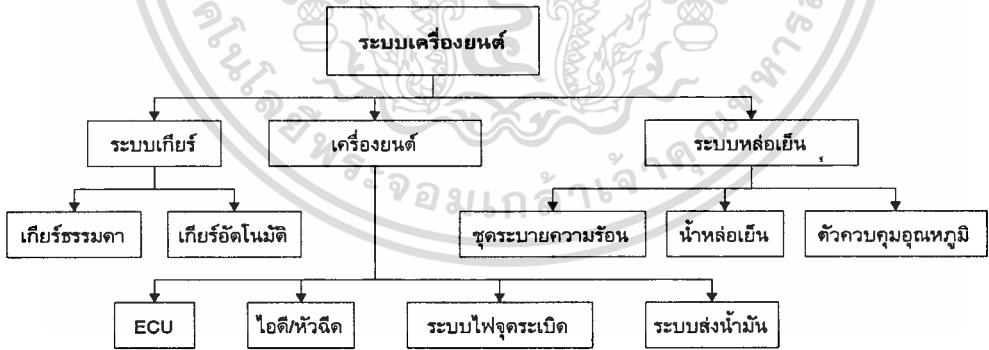 ระบบเครื่องยนต์
ระบบเกียร์
เครื่องยนต์
ระบบหล่อเย็น
เกียร์ธรรมดา
เกียร์อัตโนมัติ
ชุดระบายความร้อน
น้ำหล่อเย็น
ตัวควบคุมอุณหภูมิ
ECU
ไอดี/หัวฉีด
ระบบไฟจุดระเบิด
ระบบส่งน้ำมัน